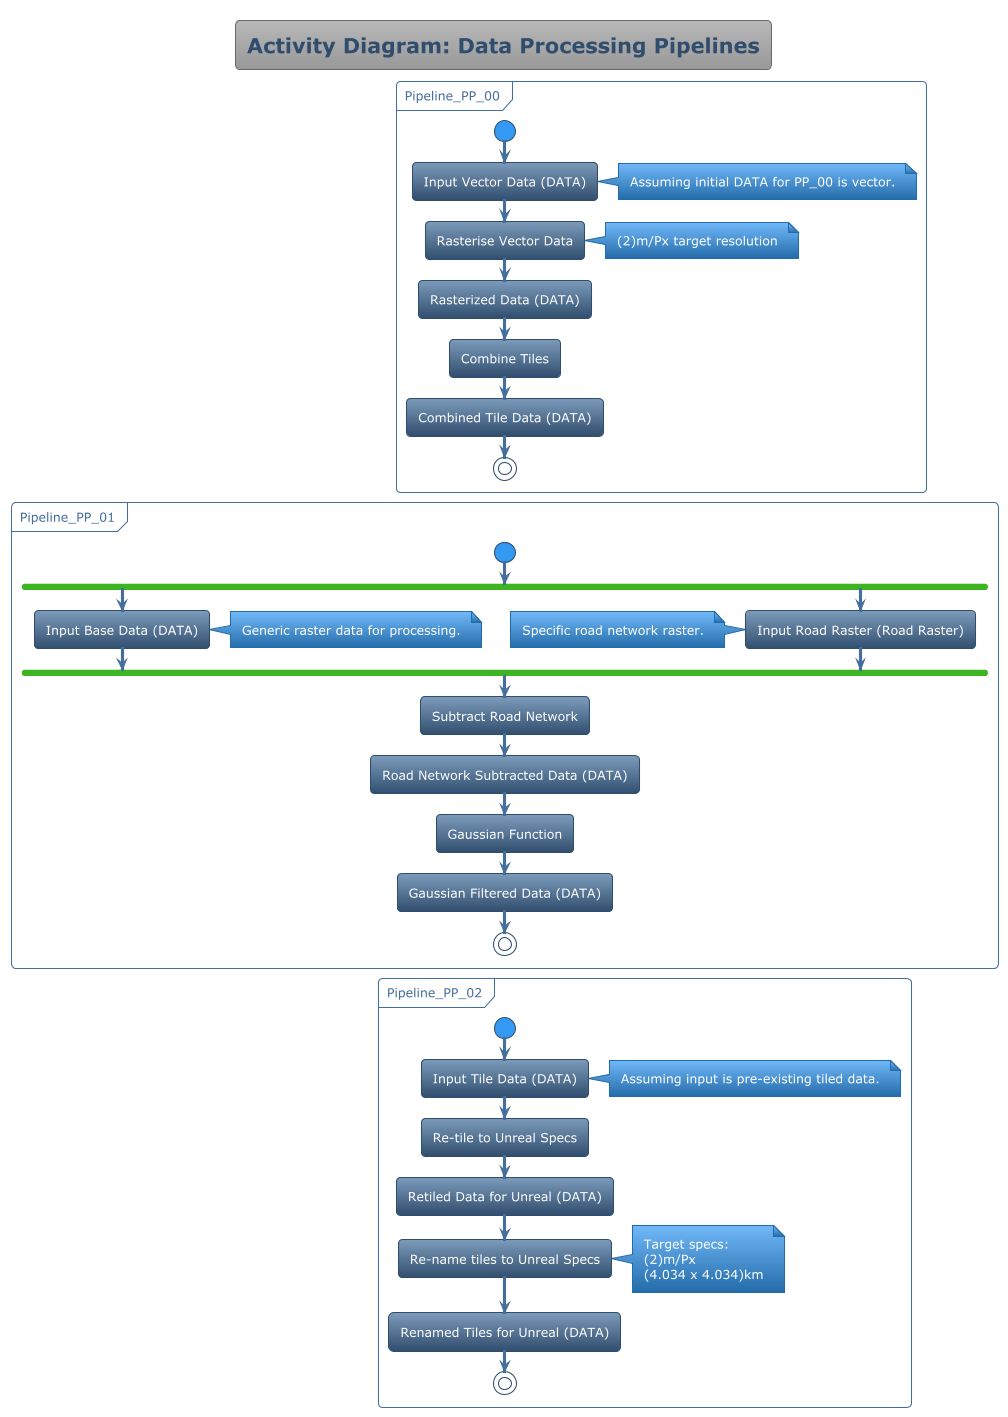 Activity Diagram: Data Processing Pipelines
Pipeline_PP_00
Input Vector Data (DATA)
Assuming initial DATA for PP_00 is vector.
Rasterise Vector Data
(2)m/Px target resolution
Rasterized Data (DATA)
Combine Tiles
Combined Tile Data (DATA)
Pipeline_PP_01
Input Base Data (DATA)
Generic raster data for processing.
Specific road network raster.
Input Road Raster (Road Raster)
Subtract Road Network
Road Network Subtracted Data (DATA)
Gaussian Function
Gaussian Filtered Data (DATA)
Pipeline_PP_02
Input Tile Data (DATA)
Assuming input is pre-existing tiled data.
Re-tile to Unreal Specs
Retiled Data for Unreal (DATA)
Re-name tiles to Unreal Specs
Target specs:
(2)m/Px
(4.034 x 4.034)km
Renamed Tiles for Unreal (DATA)